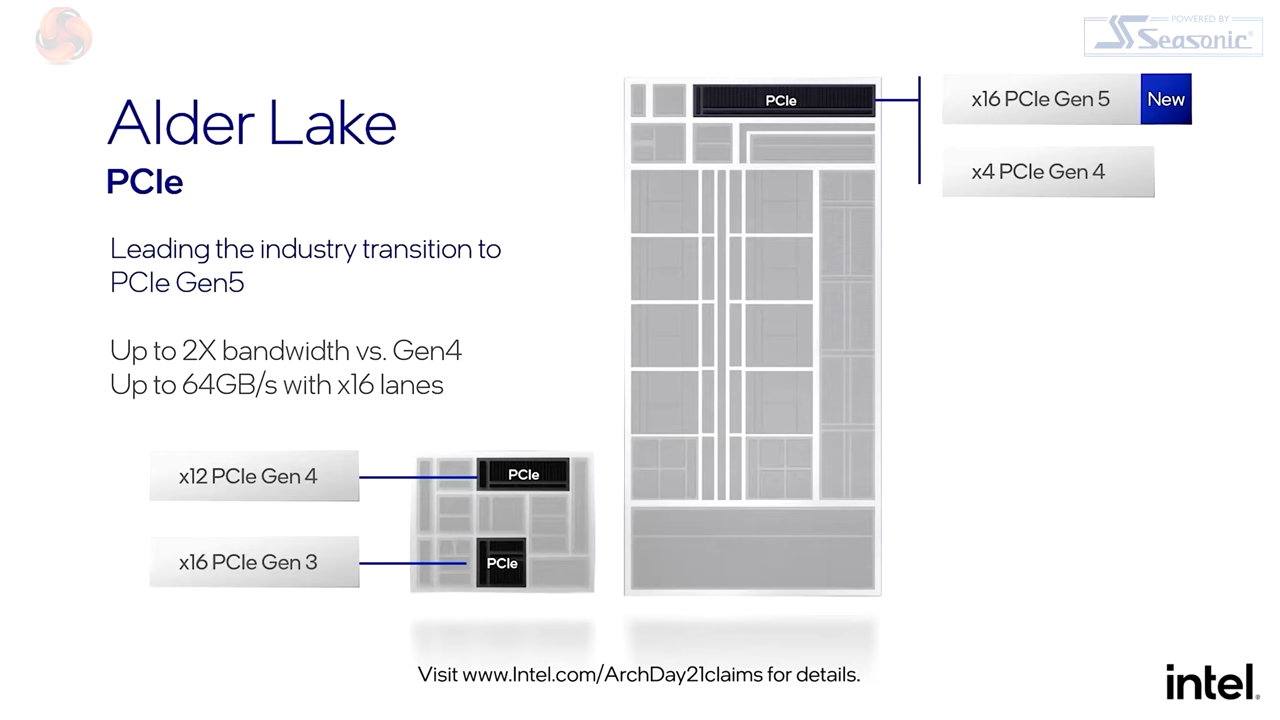 POWERED BY
Seasonic
Alder Lake
PCIe
Leading the industry transition to
PCIe Gen5
Up to 2X bandwidth vs. Gen4
Up to 64GB/s with x16 lanes
PCIe
x16 PCIe Gen 5
New
x4 PCIe Gen 4
x12 PCIe Gen 4
PCIe
x16 PCIe Gen 3
PCIe
Visit www.Intel.com/ArchDay21claims for details.
intel.